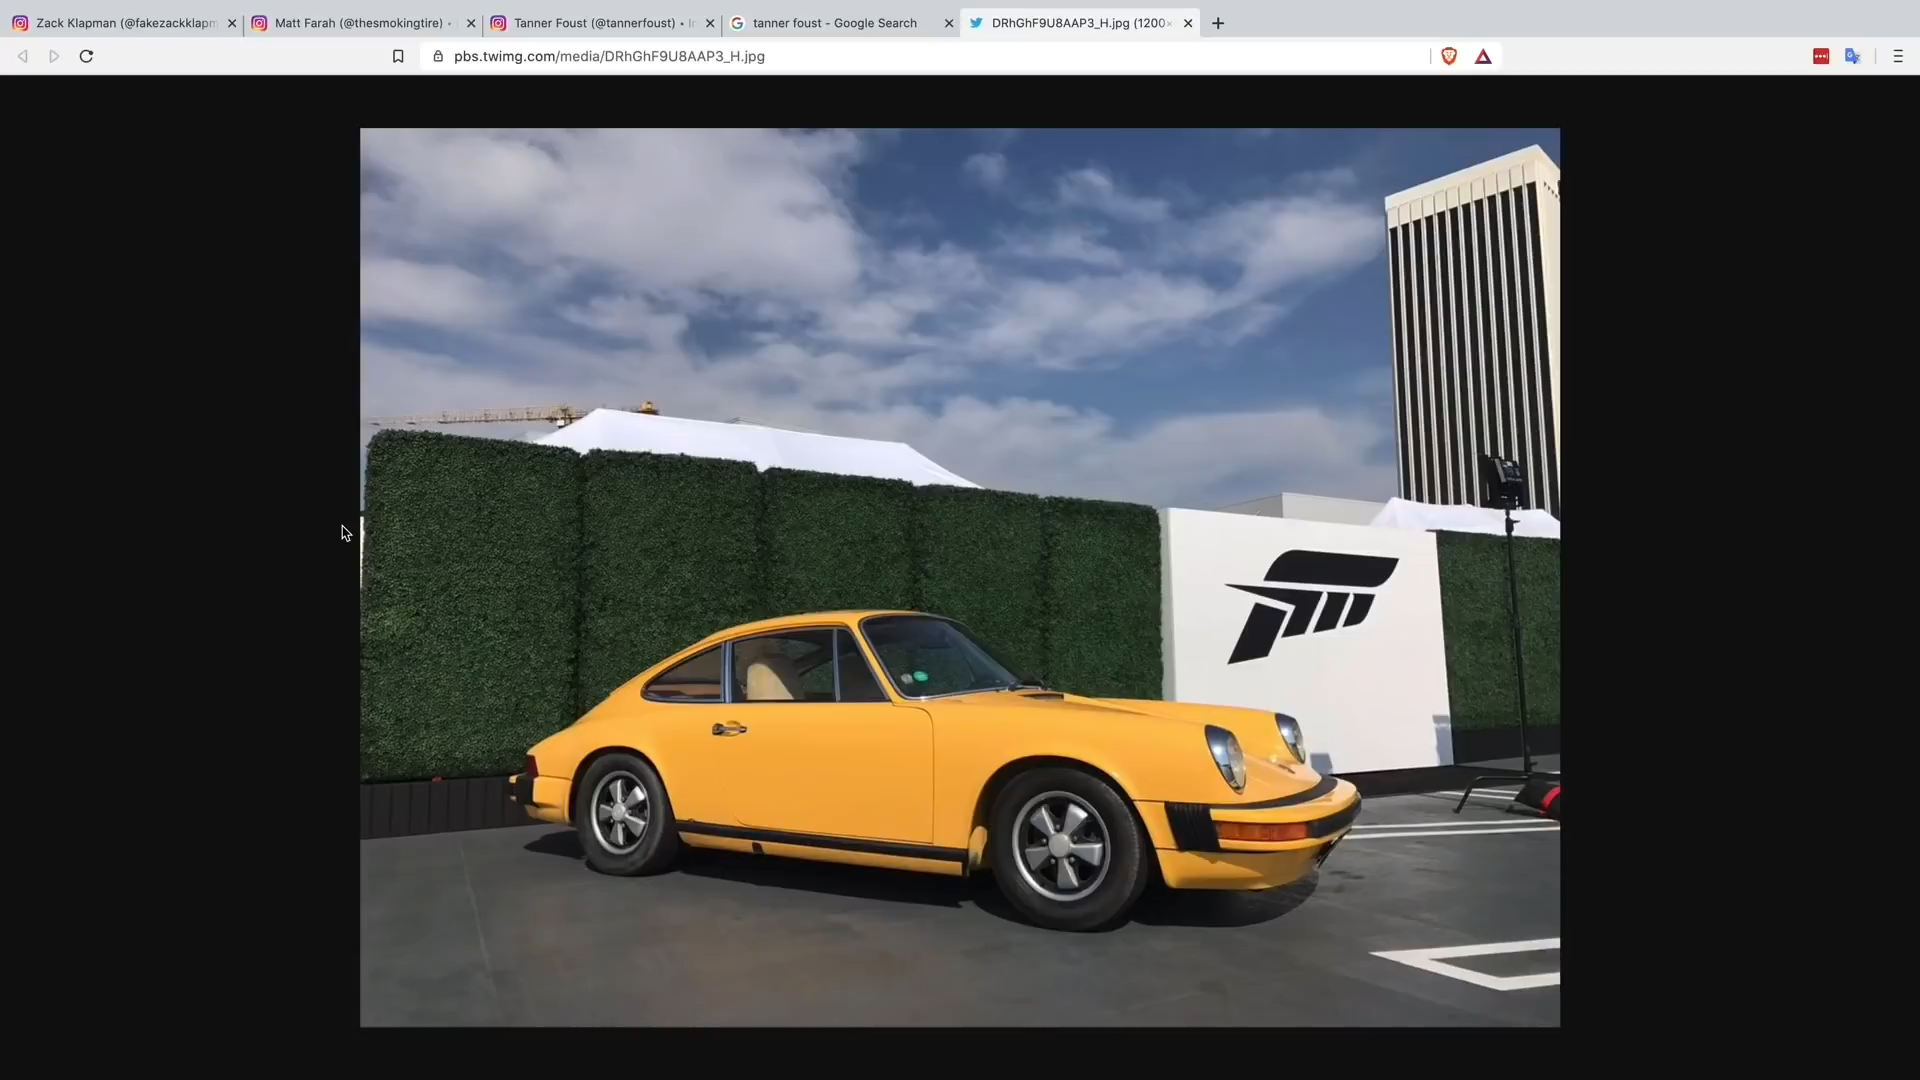 Zack Klapman (@fakezackklapm
Matt Farah (@thesmokingtire) •
Tanner Foust (@tannerfoust) • I
tanner foust - Google Search
DRhGhF9U8AAP3_H.jpg (1200×
pbs.twimg.com/media/DRhGhF9U8AAP3_H.jpg